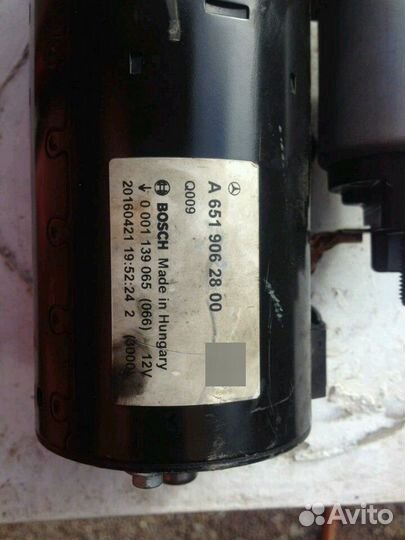 A 651 906 28 00
Q009
BOSCH Made in Hungary
0 001 139 065 (066) 12V
20160421 19:52:24 2 (3000)
Avito